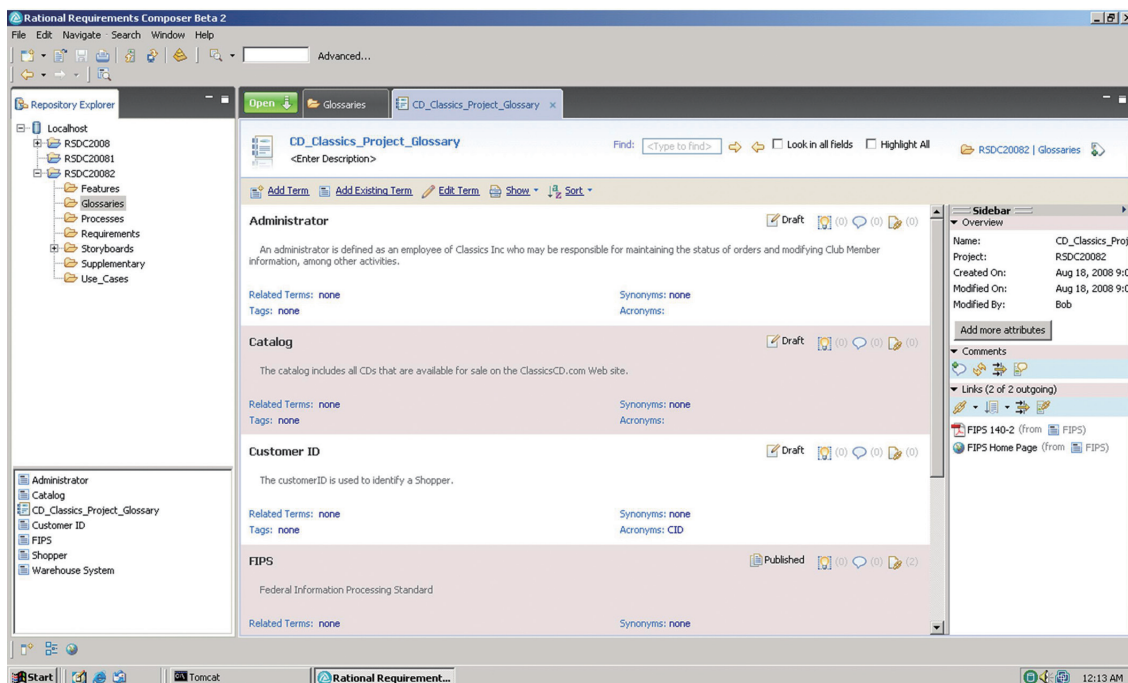 Rational Requirements Composer Beta 2
File Edit Navigate Search Window Help
Advanced...
Repository Explorer
Localhost
RSDC2008
RSDC20081
RSDC20082
Features
Glossaries
Processes
Requirements
Storyboards
Supplementary
Use_Cases
Administrator
Catalog
CD_Classics_Project_Glossary
Customer ID
FIPS
Shopper
Warehouse System
Open Glossaries CD_Classics_Project_Glossary
CD_Classics_Project_Glossary
<Enter Description>
Find: <Type to find> Look in all fields Highlight All
RSDC20082 | Glossaries
Add Term Add Existing Term Edit Term Show Sort
Administrator Draft (0) (0) (0)
An administrator is defined as an employee of Classics Inc who may be responsible for maintaining the status of orders and modifying Club Member
information, among other activities.
Related Terms: none Synonyms: none
Tags: none Acronyms:
Catalog Draft (0) (0) (0)
The catalog includes all CDs that are available for sale on the ClassicsCD.com Web site.
Related Terms: none Synonyms: none
Tags: none Acronyms:
Customer ID Draft (0) (0) (0)
The customerID is used to identify a Shopper.
Related Terms: none Synonyms: none
Tags: none Acronyms: CID
FIPS Published (0) (0) (2)
Federal Information Processing Standard
Related Terms: none Synonyms: none
Sidebar
Overview
Name: CD_Classics_Proj
Project: RSDC20082
Created On: Aug 18, 2008 9:0
Modified On: Aug 18, 2008 9:0
Modified By: Bob
Add more attributes
Comments
Links (2 of 2 outgoing)
FIPS 140-2 (from FIPS)
FIPS Home Page (from FIPS)
Start Tomcat Rational Requirement... 12:13 AM